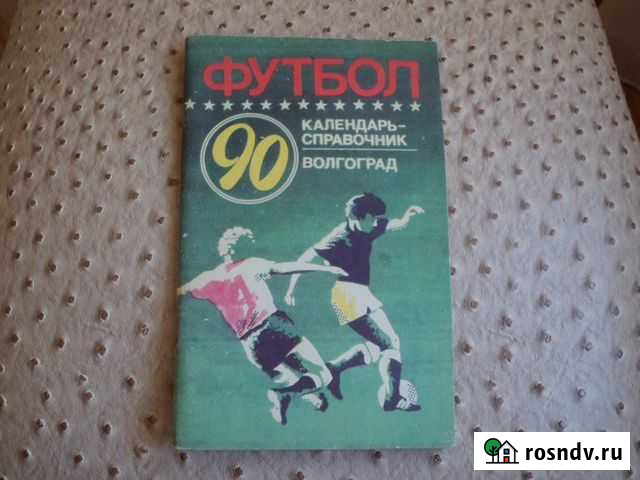 ФУТБОЛ
90
КАЛЕНДАРЬ-
СПРАВОЧНИК
ВОЛГОГРАД
rosndv.ru